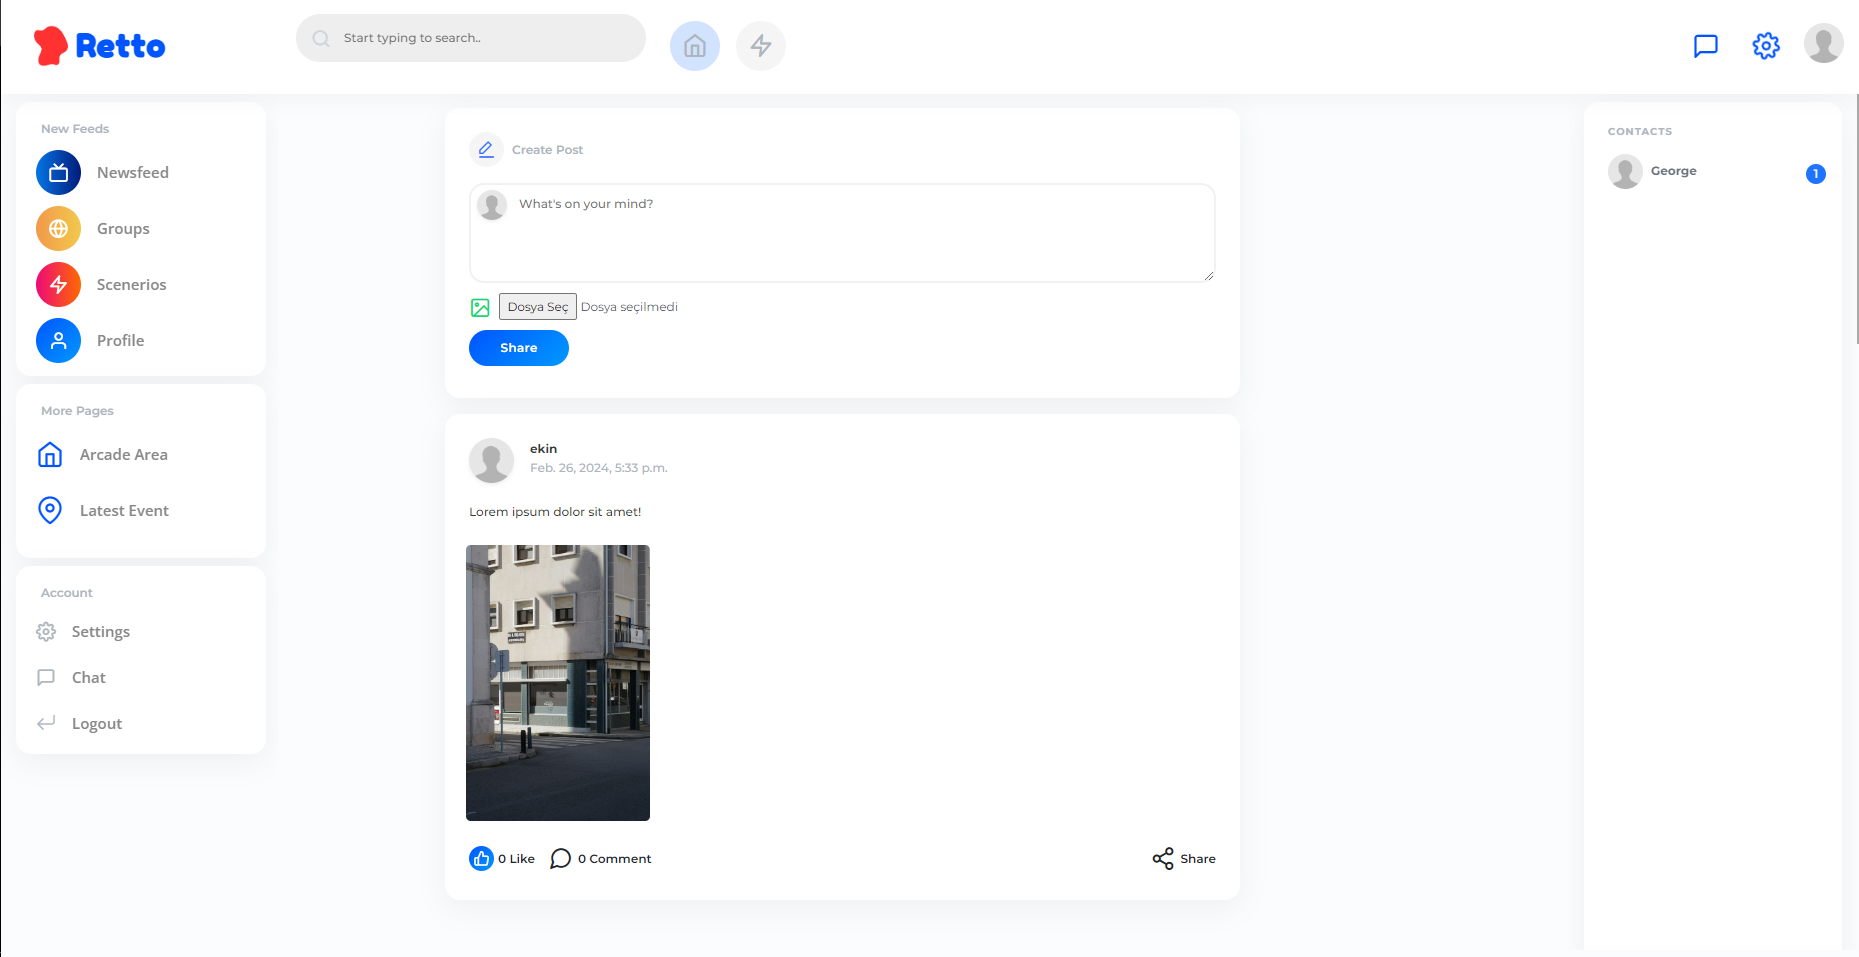 Retto
Start typing to search..
New Feeds
Newsfeed
Groups
Scenerios
Profile
More Pages
Arcade Area
Latest Event
Account
Settings
Chat
Logout
Create Post
What's on your mind?
Dosya Seç Dosya seçilmedi
Share
ekin
Feb. 26, 2024, 5:33 p.m.
Lorem ipsum dolor sit amet!
0 Like 0 Comment Share
CONTACTS
George 1